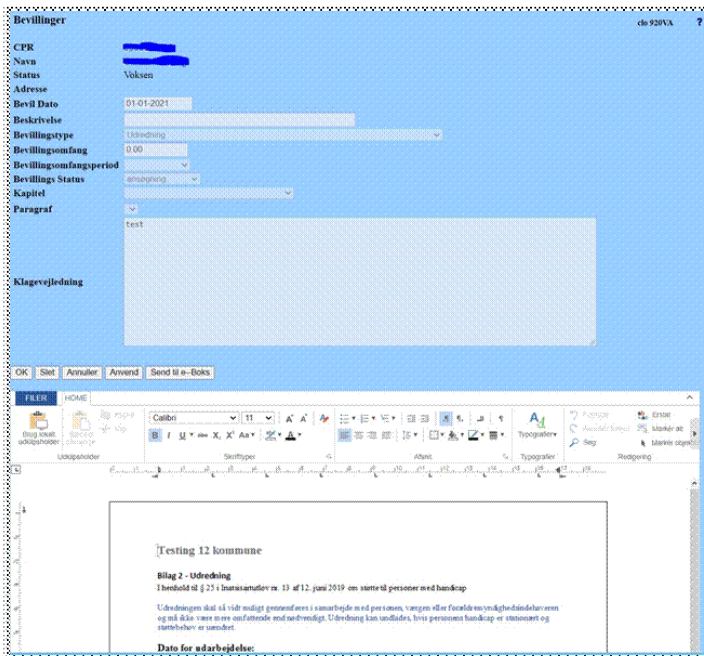 Bevillinger
clo 920VA ?
CPR
Navn
Status Voksen
Adresse
Bevil Dato 01-01-2021
Beskrivelse
Bevillingstype Udredning
Bevillingsomfang 0.00
Bevillingsomfangsperiod
Bevillings Status ansøgning
Kapitel
Paragraf
test
Klagevejledning
OK Slet Annuller Anvend Send til e-Boks
FILER HOME
Calibri 11
Brug lokalt udklipsholder
Typografier
Søg
Erstat
Markér alt
Markér objekt
Udklipsholder Skrifttyper Afsnit Typografier Redigering
Testing 12 kommune
Bilag 2 - Udredning
I henhold til § 25 i Inatsisartutlov nr. 13 af 12. juni 2019 om støtte til personer med handicap
Udredningen skal så vidt muligt gennemføres i samarbejde med personen, værgen eller forældremyndighedsindehaveren
og må ikke være mere omfattende end nødvendigt. Udredning kan undlades, hvis personens handicap er stationært og
støttebehov er uændret.
Dato for udarbejdelse: